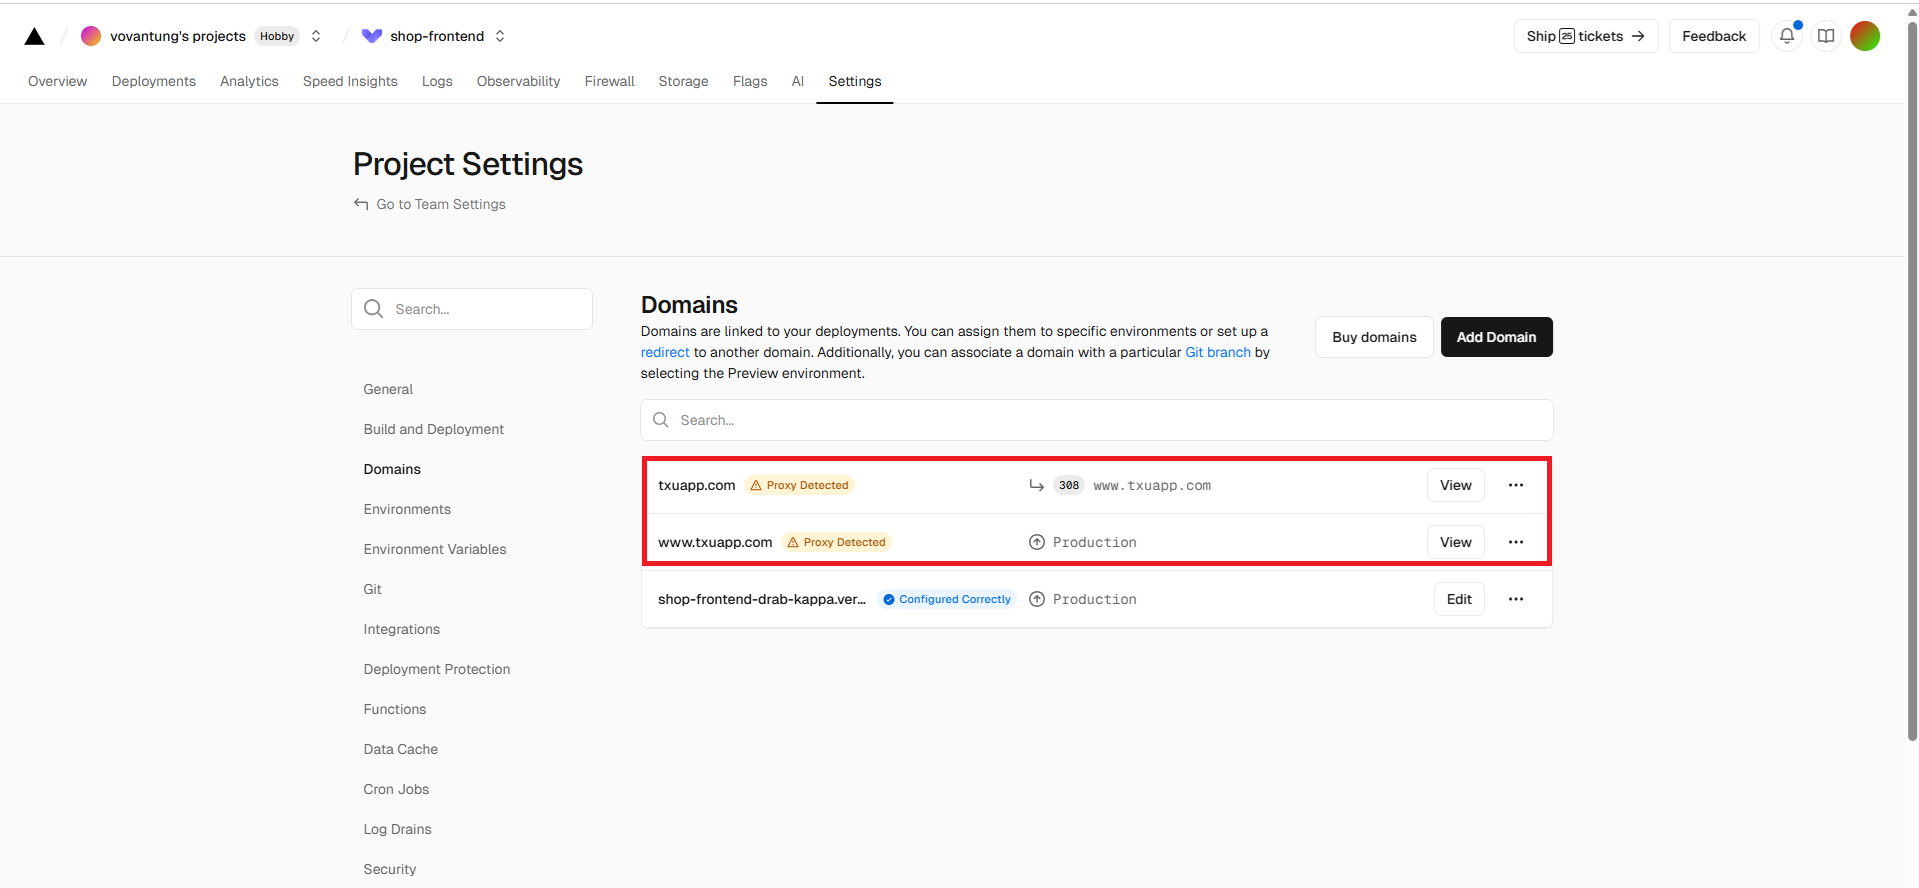 vovantung's projects Hobby shop-frontend Ship 25 tickets → Feedback
Overview Deployments Analytics Speed Insights Logs Observability Firewall Storage Flags AI Settings
Project Settings
Go to Team Settings
Search...
General
Build and Deployment
Domains
Environments
Environment Variables
Git
Integrations
Deployment Protection
Functions
Data Cache
Cron Jobs
Log Drains
Security
Domains
Domains are linked to your deployments. You can assign them to specific environments or set up a
redirect to another domain. Additionally, you can associate a domain with a particular Git branch by
selecting the Preview environment.
Buy domains Add Domain
Search...
txuapp.com Proxy Detected 308 www.txuapp.com View
www.txuapp.com Proxy Detected Production View
shop-frontend-drab-kappa.ver... Configured Correctly Production Edit